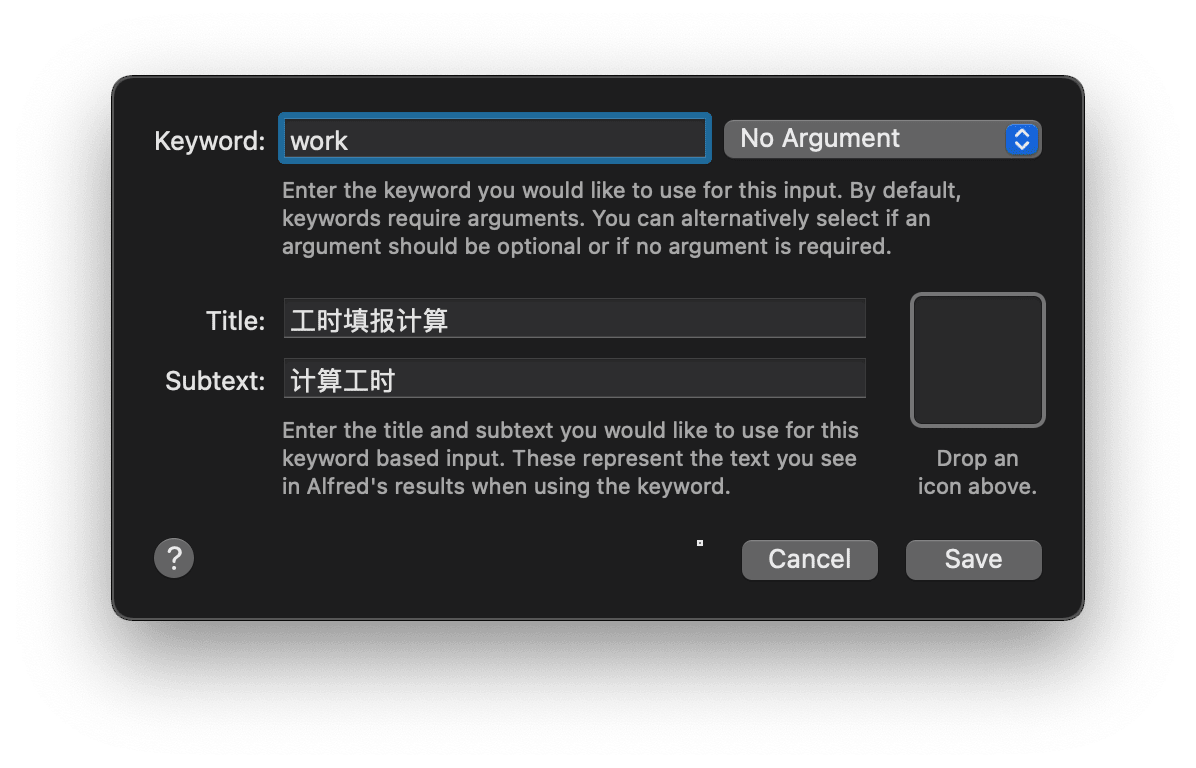 Keyword: work No Argument
Enter the keyword you would like to use for this input. By default,
keywords require arguments. You can alternatively select if an
argument should be optional or if no argument is required.
Title: 工时填报计算
Subtext: 计算工时
Enter the title and subtext you would like to use for this
keyword based input. These represent the text you see
in Alfred's results when using the keyword.
Drop an
icon above.
? Cancel Save